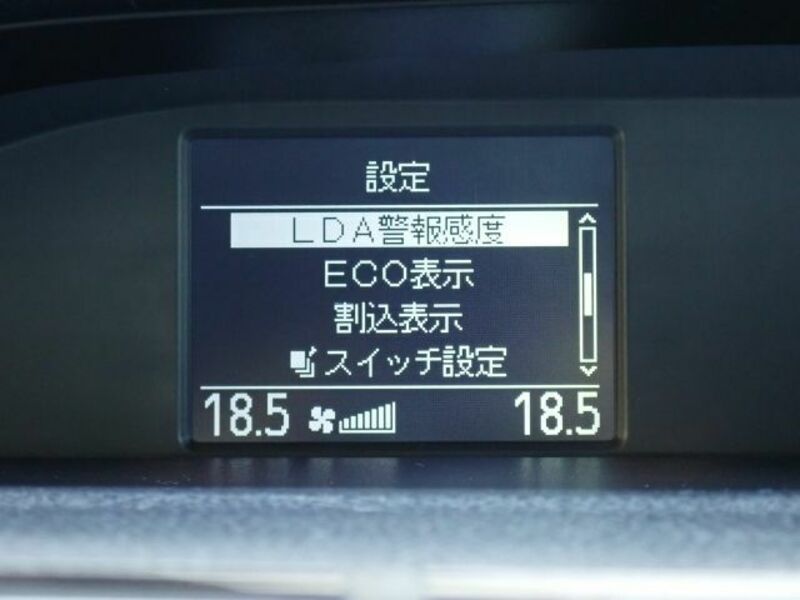 設定
LDA警報感度
ECO表示
割込表示
スイッチ設定
18.5 18.5